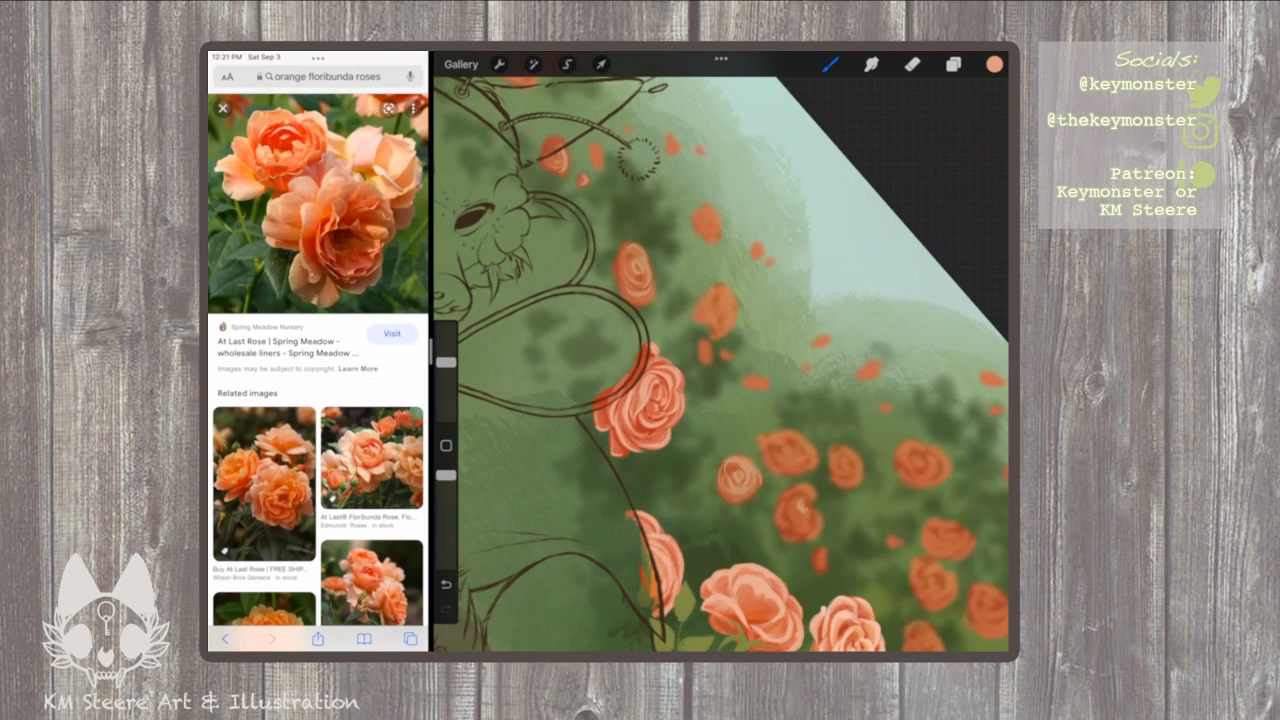 12:21 PM Sat Sep 3
AA orange floribunda roses
Spring Meadow Nursery
At Last Rose | Spring Meadow -
wholesale liners - Spring Meadow ...
Visit
Images may be subject to copyright. Learn More
Related images
At Last® Floribunda Rose, Flo...
Edmunds' Roses · In stock
Buy At Last Rose | FREE SHIP...
Wilson Bros Gardens · In stock
Gallery
Socials:
@keymonster
@thekeymonster
Patreon:
Keymonster or
KM Steere
KM Steere Art & Illustration